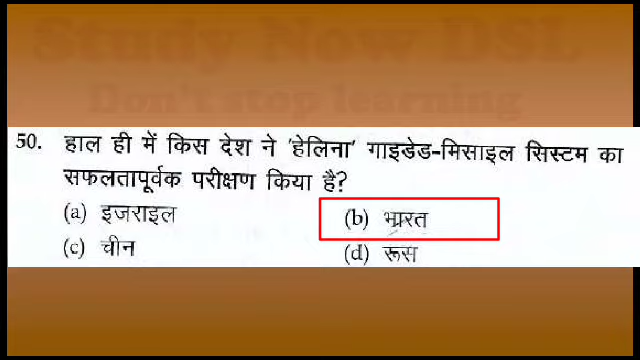 Study Now DSL
Don't stop learning
50. हाल ही में किस देश ने 'हेलिना' गाइडेड-मिसाइल सिस्टम का
सफलतापूर्वक परीक्षण किया है?
(a) इजराइल (b) भारत
(c) चीन (d) रूस